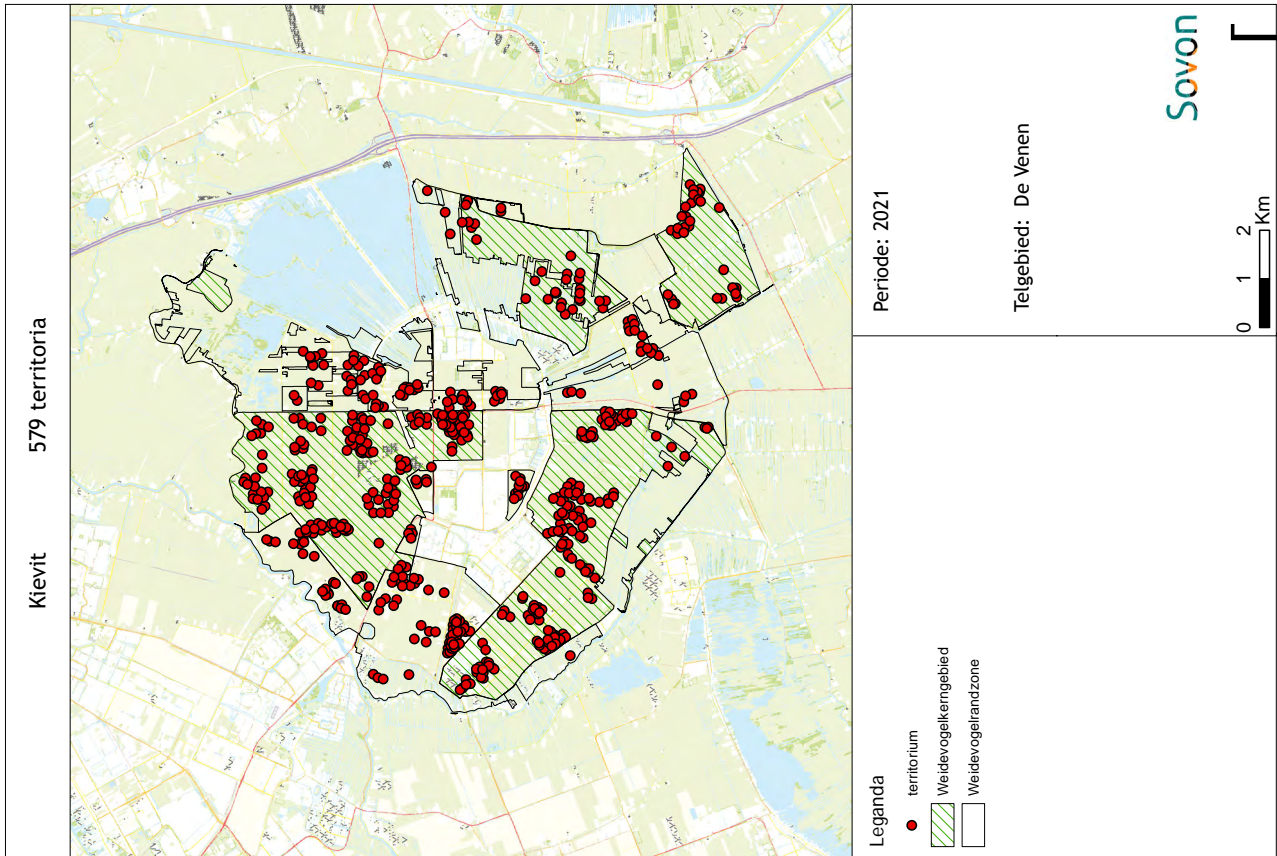 Kievit 579 territoria
Leganda
territorium
Weidevogelkerngebied
Weidevogelrandzone
Periode: 2021
Telgebied: De Venen
0 1 2
Km
Sovon